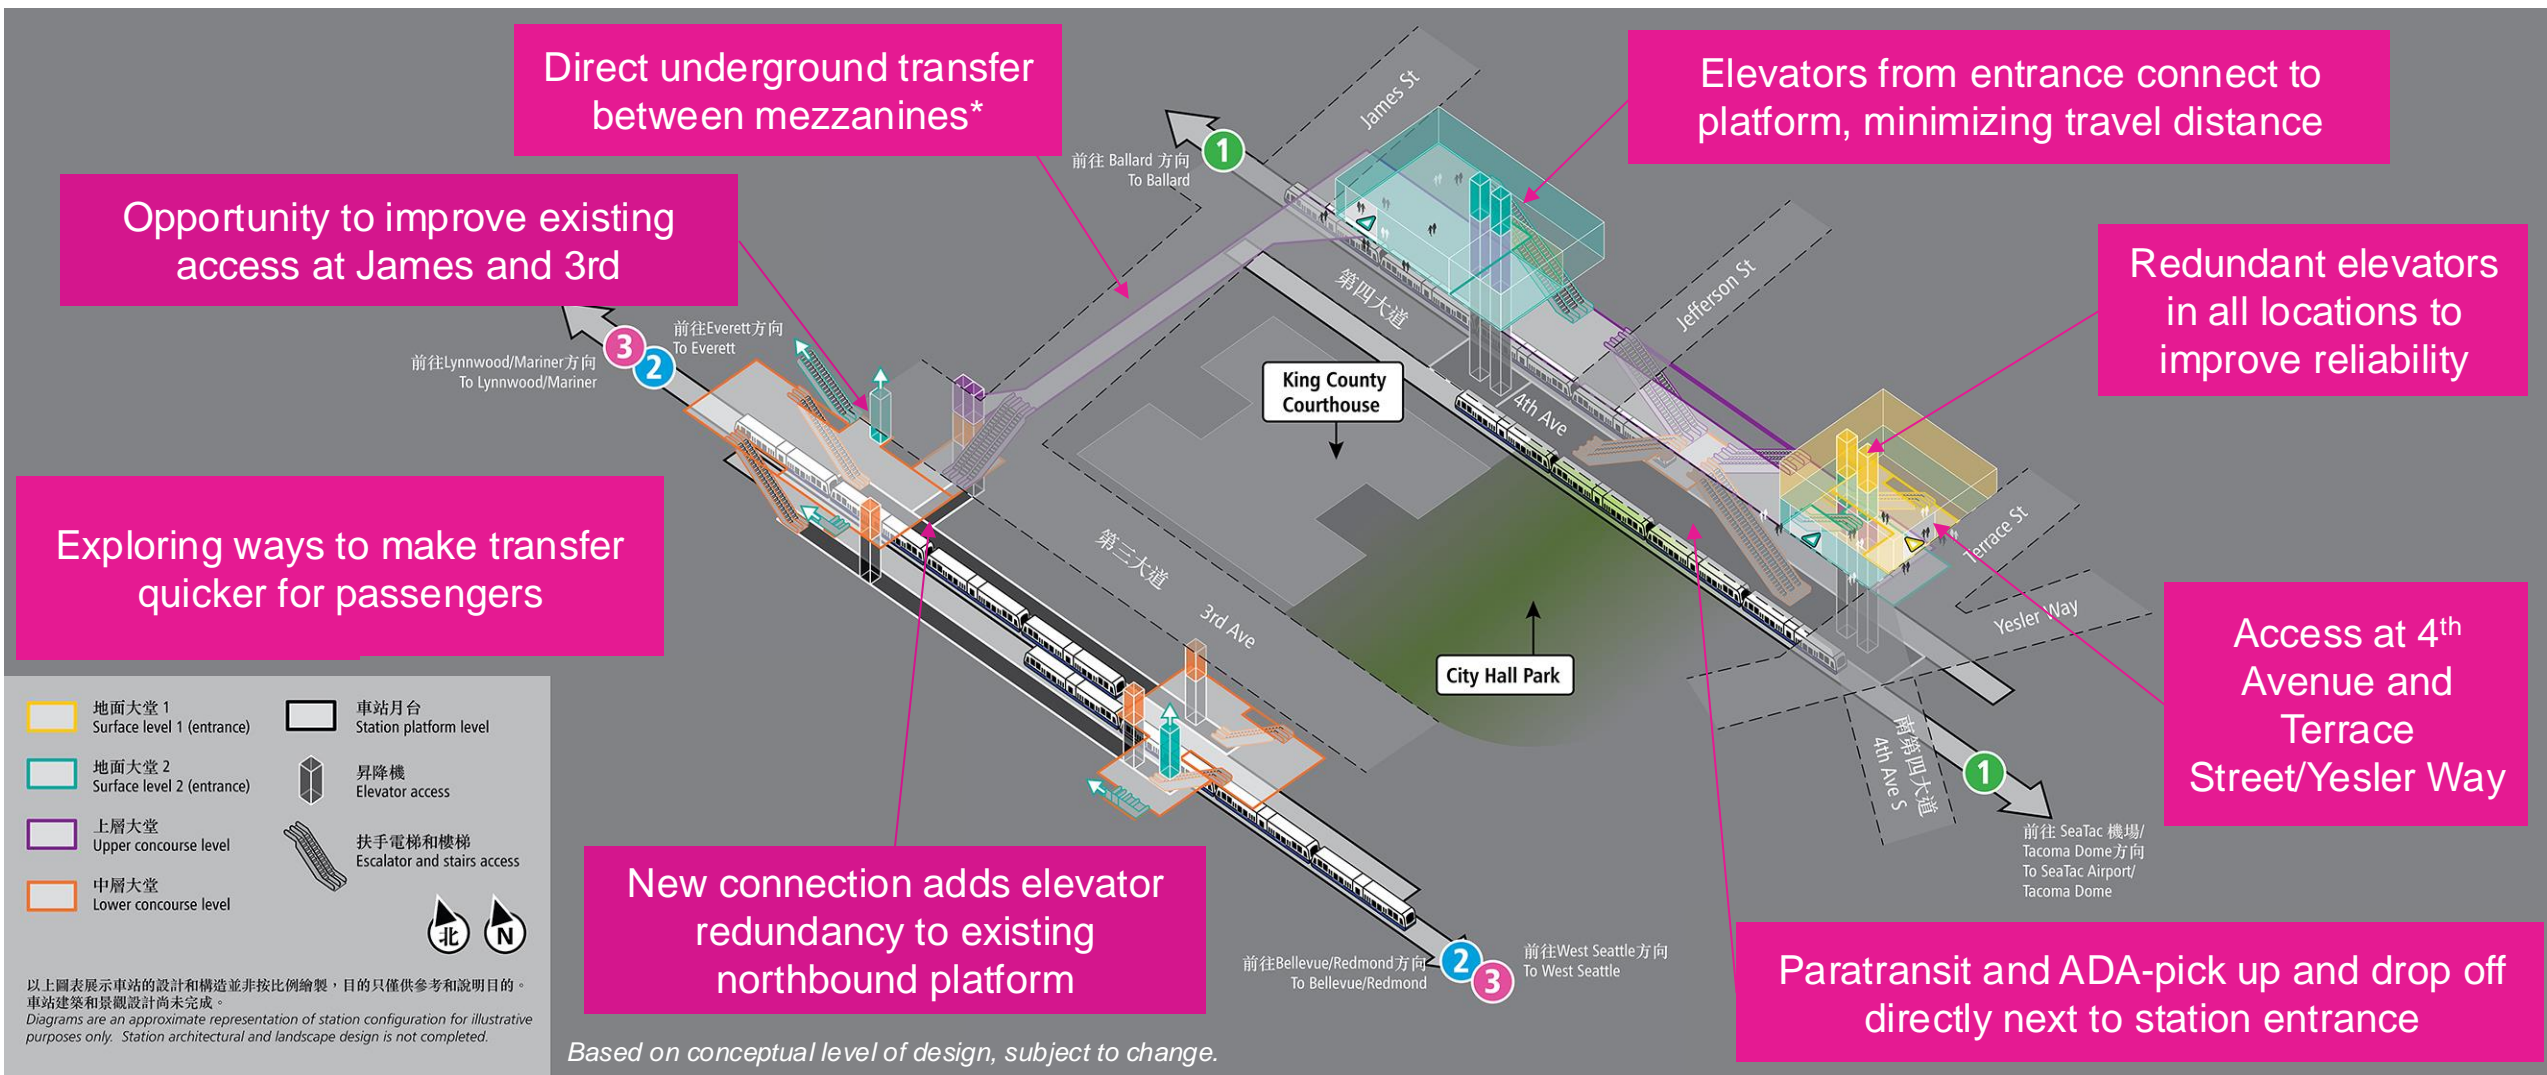 Direct underground transfer
between mezzanines*
Elevators from entrance connect to
platform, minimizing travel distance
Opportunity to improve existing
access at James and 3rd
Redundant elevators
in all locations to
improve reliability
Exploring ways to make transfer
quicker for passengers
Access at 4th
Avenue and
Terrace
Street/Yesler Way
New connection adds elevator
redundancy to existing
northbound platform
Paratransit and ADA-pick up and drop off
directly next to station entrance
James St
前往 Ballard 方向
To Ballard
1
Jefferson St
第四大道
4th Ave
前往Everett方向
To Everett
前往Lynnwood/Mariner方向
To Lynnwood/Mariner
3
2
King County
Courthouse
City Hall Park
第三大道
3rd Ave
Terrace St
Yesler Way
南第四大道
4th Ave S
1
前往 SeaTac 機場/
Tacoma Dome方向
To SeaTac Airport/
Tacoma Dome
前往Bellevue/Redmond方向
To Bellevue/Redmond
2
3
前往West Seattle方向
To West Seattle
地面大堂 1
Surface level 1 (entrance)
地面大堂 2
Surface level 2 (entrance)
上層大堂
Upper concourse level
中層大堂
Lower concourse level
車站月台
Station platform level
昇降機
Elevator access
扶手電梯和樓梯
Escalator and stairs access
北
N
以上圖表展示車站的設計和構造並非按比例繪製，目的只僅供參考和說明目的。
車站建築和景觀設計尚未完成。
Diagrams are an approximate representation of station configuration for illustrative
purposes only. Station architectural and landscape design is not completed.
Based on conceptual level of design, subject to change.